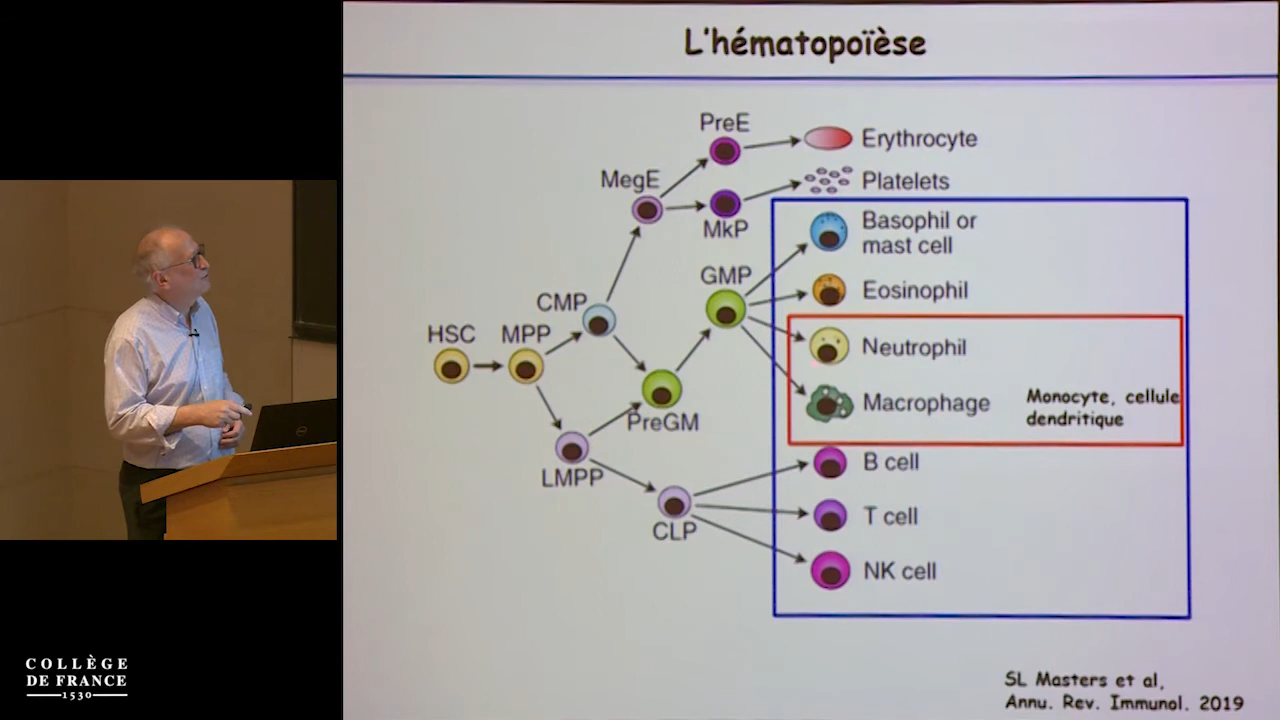 L'hématopoïèse
PreE
Erythrocyte
MegE
Platelets
MkP
Basophil or
mast cell
GMP
Eosinophil
CMP
HSC
MPP
Neutrophil
Macrophage
Monocyte, cellule
dendritique
PreGM
LMPP
B cell
CLP
T cell
NK cell
SL Masters et al,
Annu. Rev. Immunol. 2019
COLLÈGE
DE FRANCE
1530